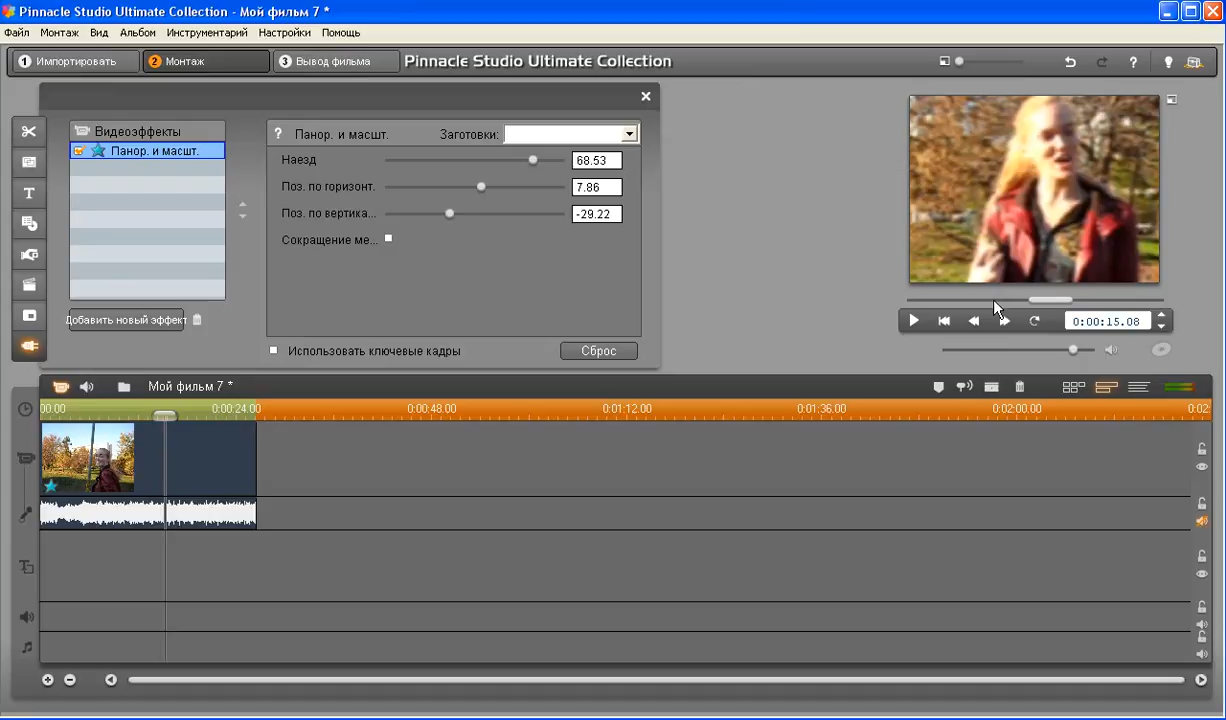 Pinnacle Studio Ultimate Collection - Мой фильм 7 *
Файл Монтаж Вид Альбом Инструментарий Настройки Помощь
1 Импортировать 2 Монтаж 3 Вывод фильма Pinnacle Studio Ultimate Collection ?
Видеоэффекты
Панор. и масшт.
Добавить новый эффект
? Панор. и масшт. Заготовки:
Наезд 68.53
Поз. по горизонт. 7.86
Поз. по вертика... -29.22
Сокращение ме...
Использовать ключевые кадры Сброс
0:00:15.08
Мой фильм 7 *
00.00 0:00:24.00 0:00:48.00 0:01:12.00 0:01:36.00 0:02:00.00 0:02: